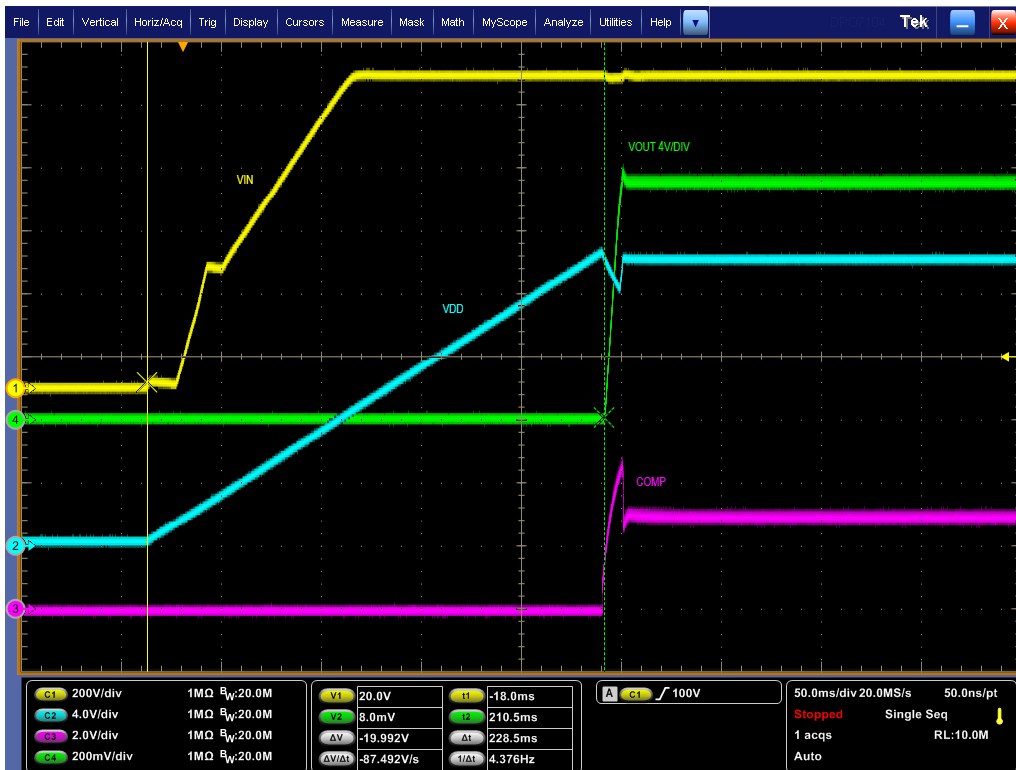 File Edit Vertical Horiz/Acq Trig Display Cursors Measure Mask Math MyScope Analyze Utilities Help Tek X
VOUT 4V/DIV
VIN
VDD
1
4
COMP
2
3
C1 200V/div 1MΩ BW:20.0M
C2 4.0V/div 1MΩ BW:20.0M
C3 2.0V/div 1MΩ BW:20.0M
C4 200mV/div 1MΩ BW:20.0M
V1 20.0V
V2 8.0mV
ΔV -19.992V
ΔV/Δt -87.492V/s
t1 -18.0ms
t2 210.5ms
Δt 228.5ms
1/Δt 4.376Hz
A C1 100V
50.0ms/div 20.0MS/s 50.0ns/pt
Stopped Single Seq
1 acqs RL:10.0M
Auto